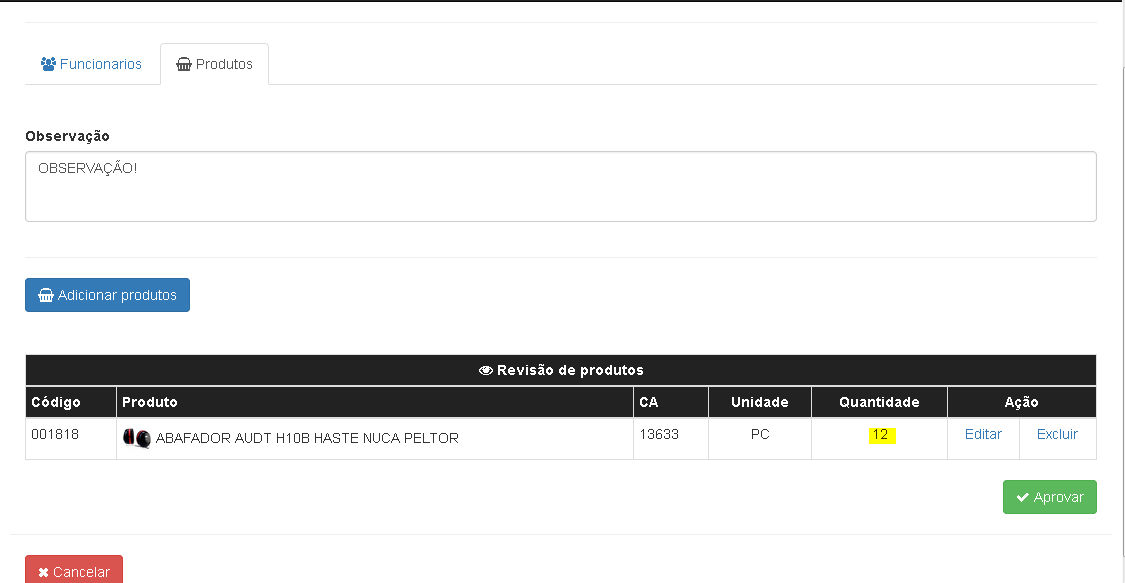 Funcionarios Produtos
Observação
OBSERVAÇÃO!
Adicionar produtos
Revisão de produtos
Código Produto CA Unidade Quantidade Ação
001818 ABAFADOR AUDT H10B HASTE NUCA PELTOR 13633 PC 12 Editar Excluir
Aprovar
Cancelar